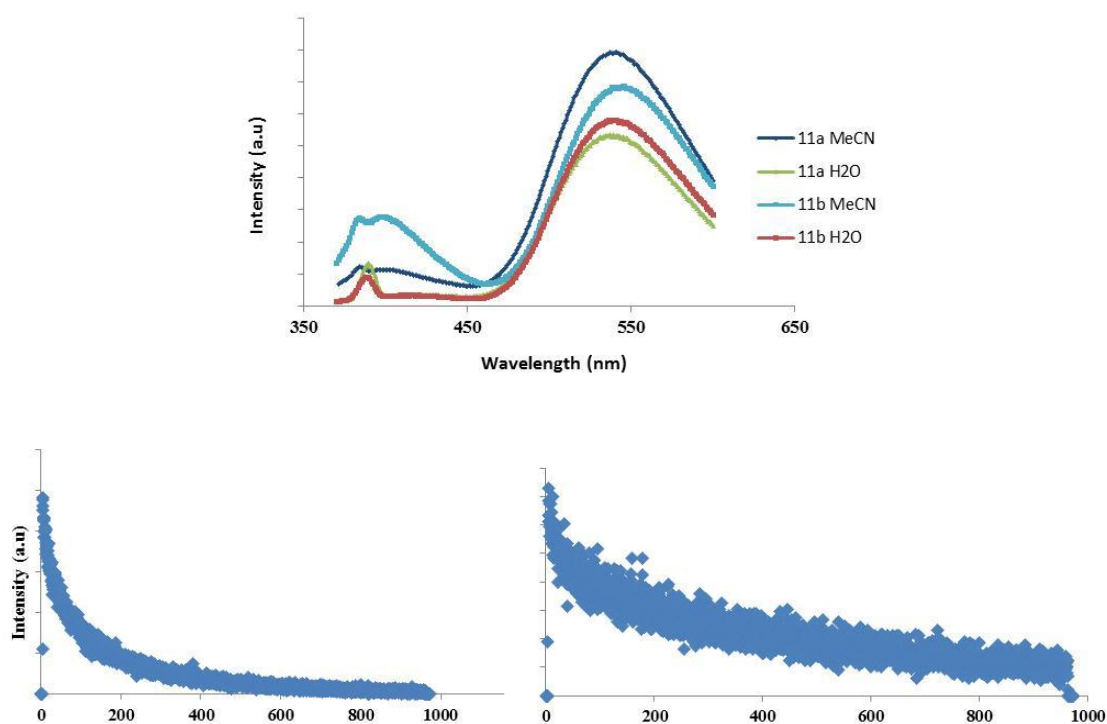 Intensity (a.u)
11a MeCN
11a H2O
11b MeCN
11b H2O
350 450 550 650
Wavelength (nm)
Intensity (a.u)
0 200 400 600 800 1000
0 200 400 600 800 1000